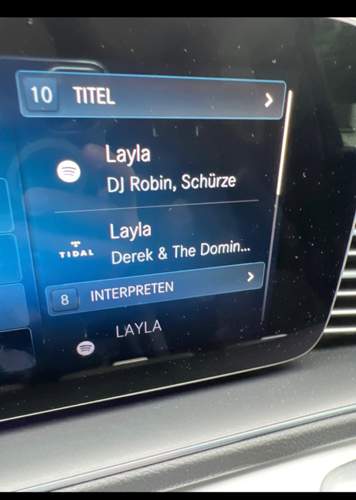 10 TITEL
Layla
DJ Robin, Schürze
Layla
TIDAL
Derek & The Domin...
8 INTERPRETEN
LAYLA